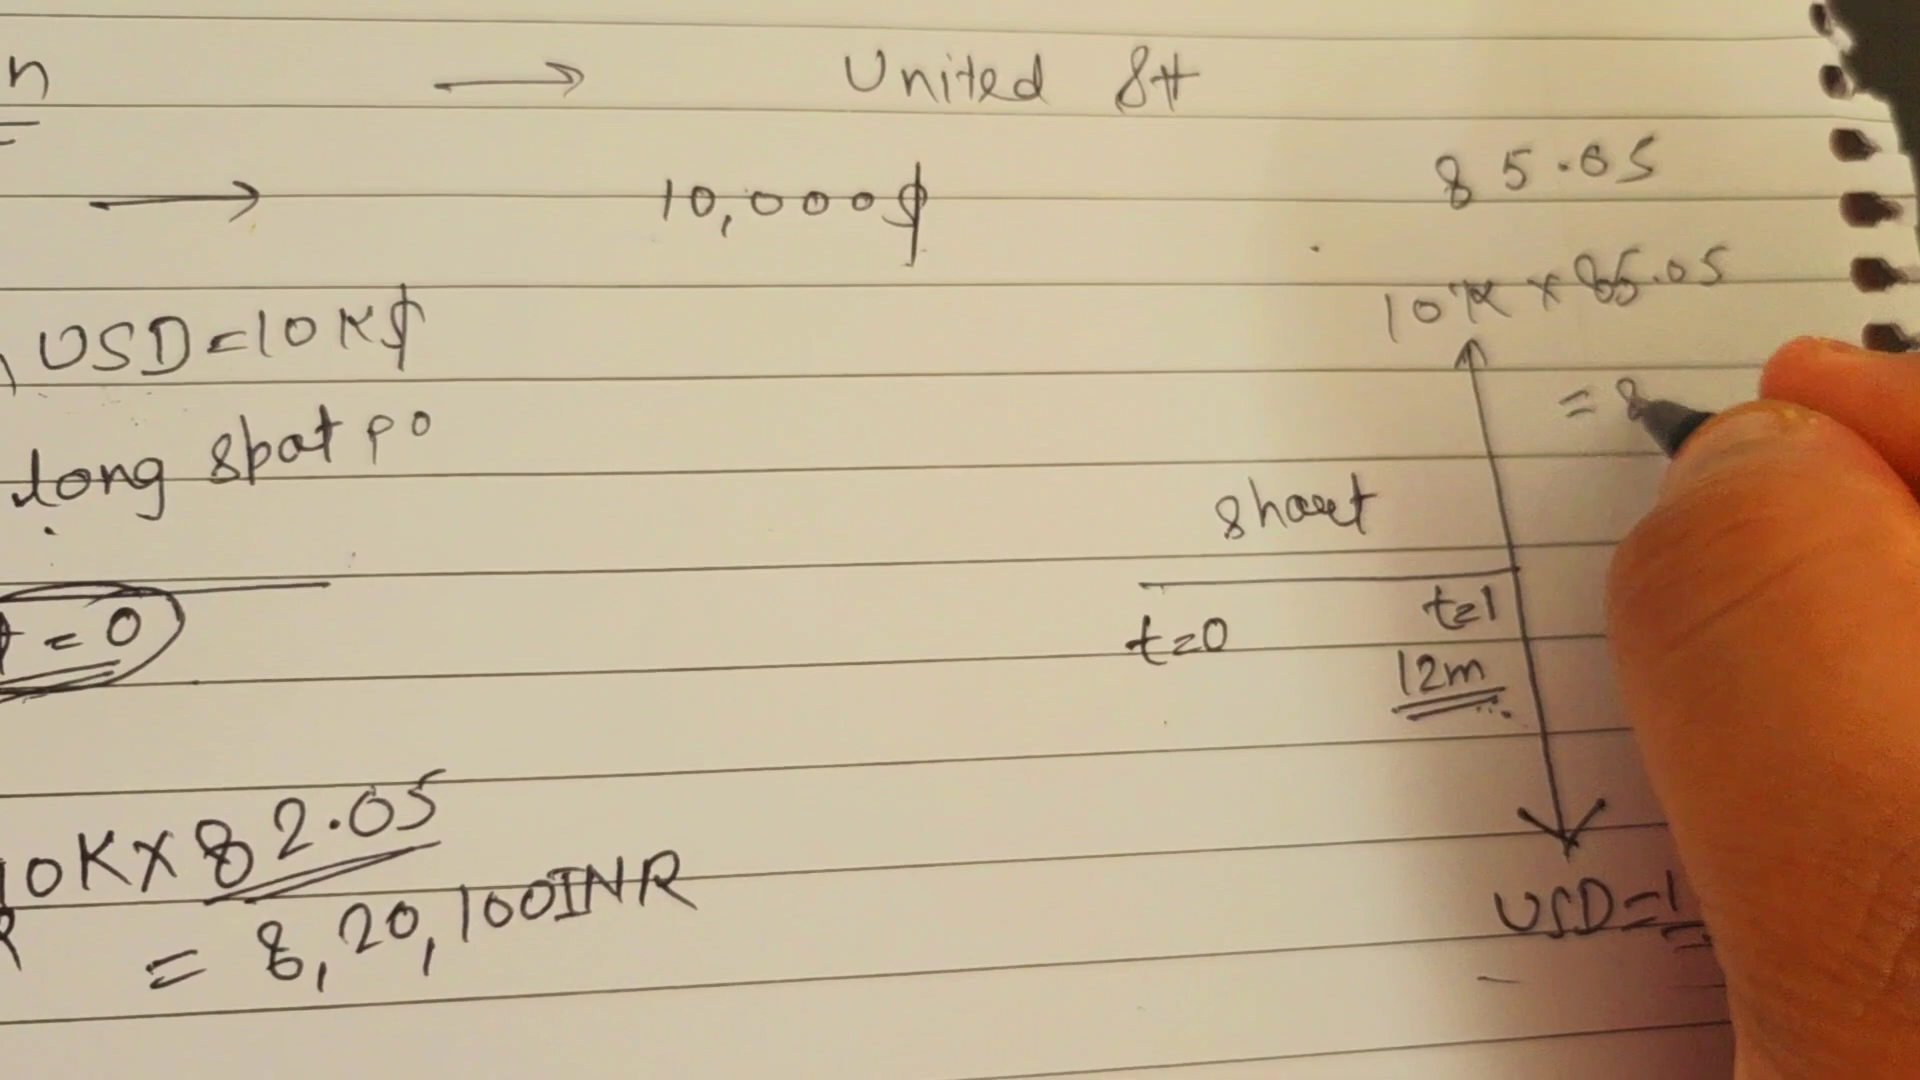 n → United St
→ 10,000$
85.05
10K x 85.05
USD=10K$
= 8
long spot po
short
t = 0
t=0 t=1
12m
10K x 82.05
= 8,20,100INR
USD=1